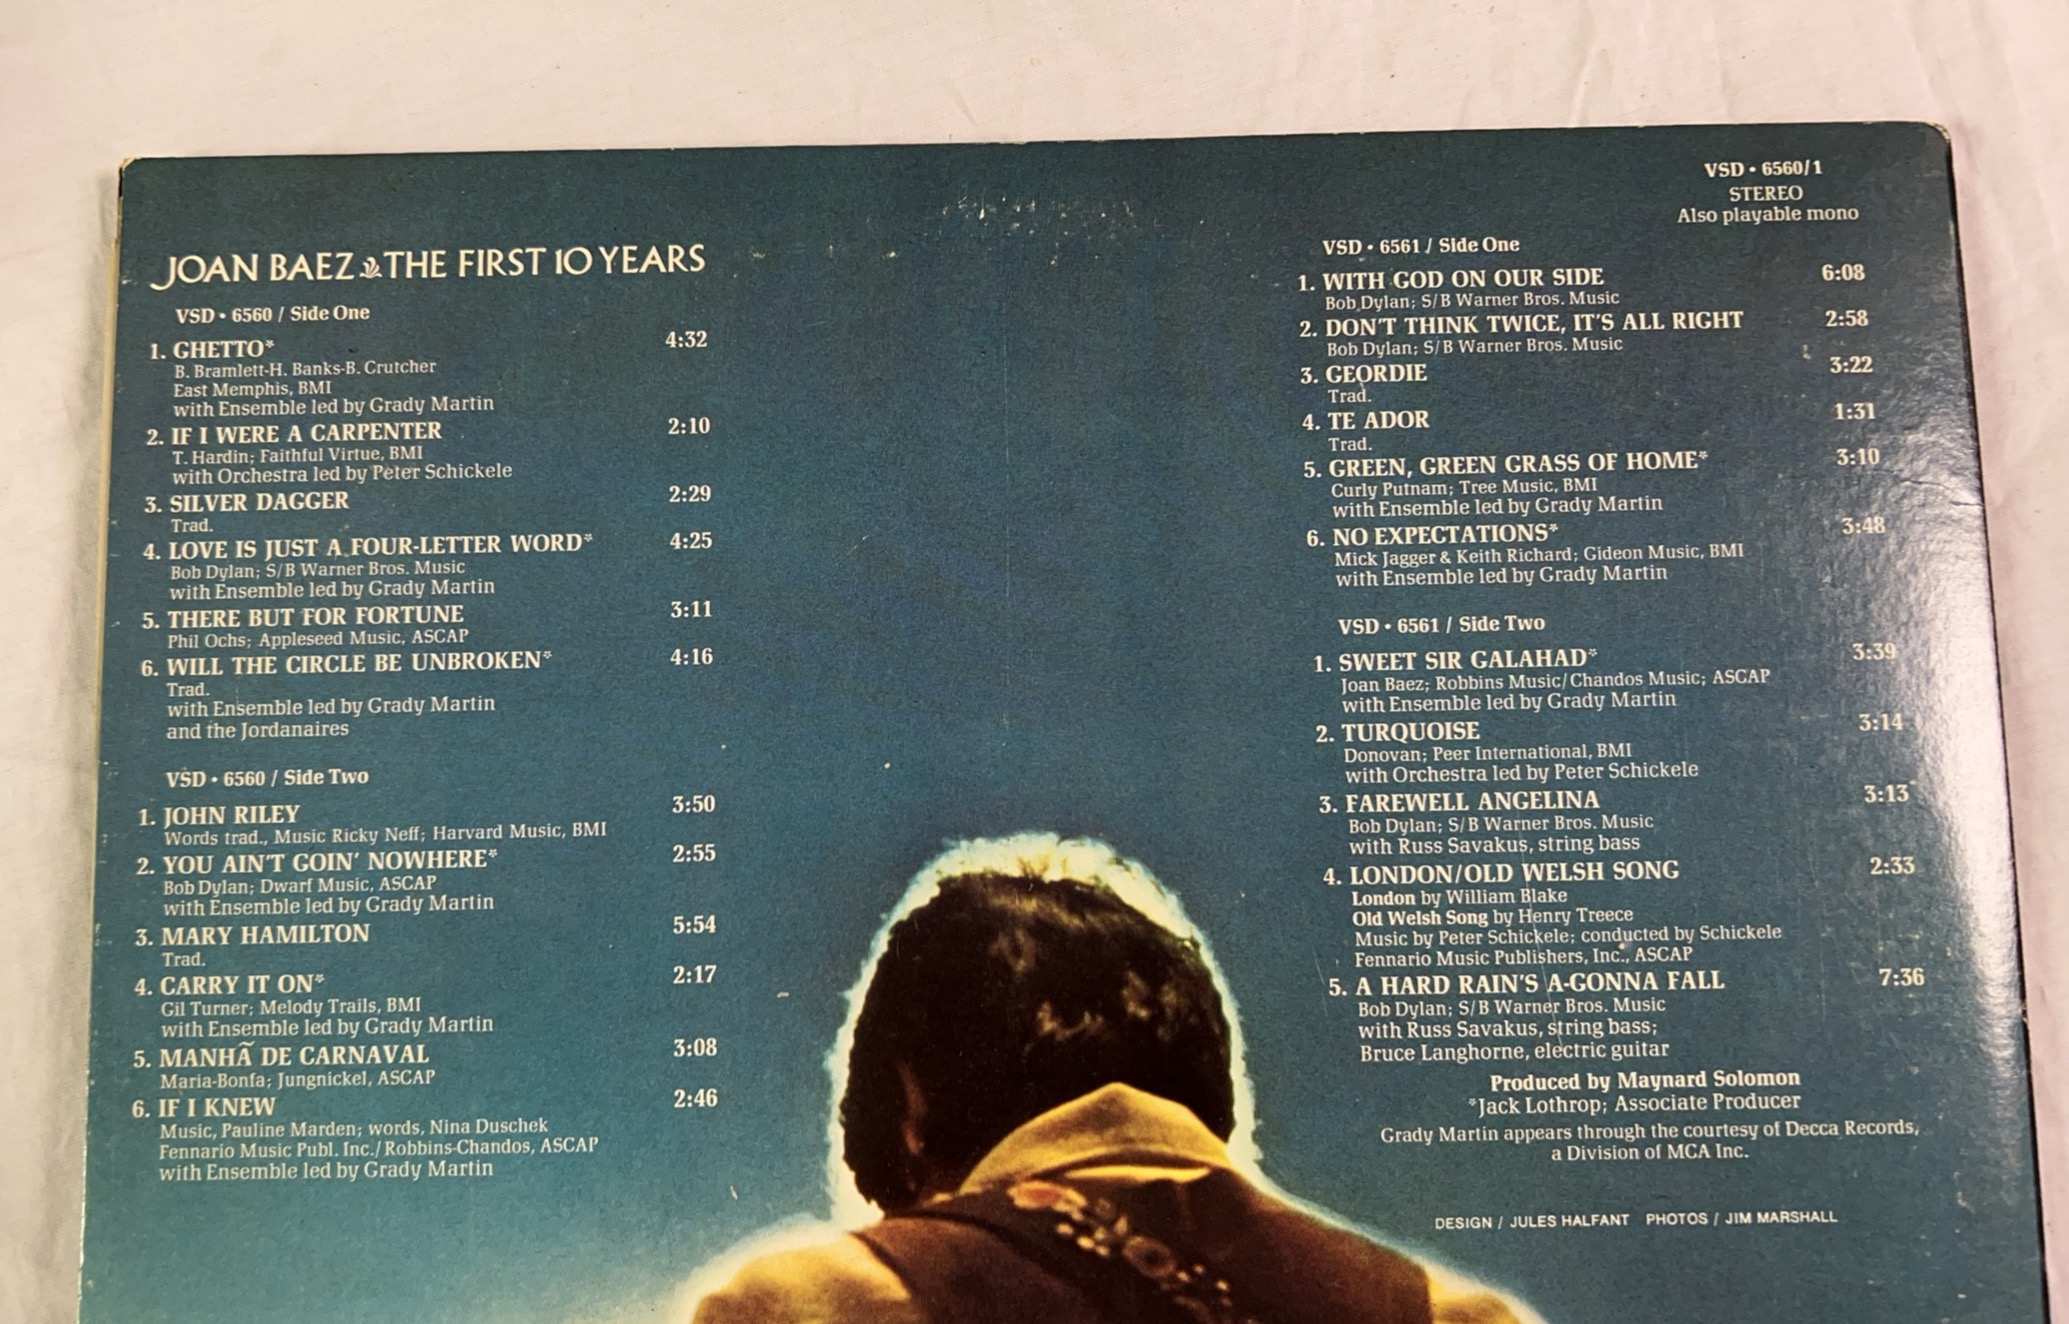 JOAN BAEZ THE FIRST 10 YEARS
VSD • 6560 / Side One
1. GHETTO* 4:32
B. Bramlett-H. Banks-B. Crutcher
East Memphis, BMI
with Ensemble led by Grady Martin
2. IF I WERE A CARPENTER 2:10
T. Hardin; Faithful Virtue, BMI
with Orchestra led by Peter Schickele
3. SILVER DAGGER 2:29
Trad.
4. LOVE IS JUST A FOUR-LETTER WORD* 4:25
Bob Dylan; S/B Warner Bros. Music
with Ensemble led by Grady Martin
5. THERE BUT FOR FORTUNE 3:11
Phil Ochs; Appleseed Music, ASCAP
6. WILL THE CIRCLE BE UNBROKEN* 4:16
Trad.
with Ensemble led by Grady Martin
and the Jordanaires
VSD • 6560 / Side Two
1. JOHN RILEY 3:50
Words trad., Music Ricky Neff; Harvard Music, BMI
2. YOU AIN'T GOIN' NOWHERE* 2:55
Bob Dylan; Dwarf Music, ASCAP
with Ensemble led by Grady Martin
3. MARY HAMILTON 5:54
Trad.
4. CARRY IT ON* 2:17
Gil Turner; Melody Trails, BMI
with Ensemble led by Grady Martin
5. MANHÃ DE CARNAVAL 3:08
Maria-Bonfa; Jungnickel, ASCAP
6. IF I KNEW 2:46
Music, Pauline Marden; words, Nina Duschek
Fennario Music Publ. Inc./Robbins-Chandos, ASCAP
with Ensemble led by Grady Martin
VSD • 6560/1
STEREO
Also playable mono
VSD • 6561 / Side One
1. WITH GOD ON OUR SIDE 6:08
Bob Dylan; S/B Warner Bros. Music
2. DON'T THINK TWICE, IT'S ALL RIGHT 2:58
Bob Dylan; S/B Warner Bros. Music
3. GEORDIE 3:22
Trad.
4. TE ADOR 1:31
Trad.
5. GREEN, GREEN GRASS OF HOME* 3:10
Curly Putnam; Tree Music, BMI
with Ensemble led by Grady Martin
6. NO EXPECTATIONS* 3:48
Mick Jagger & Keith Richard; Gideon Music, BMI
with Ensemble led by Grady Martin
VSD • 6561 / Side Two
1. SWEET SIR GALAHAD* 3:39
Joan Baez; Robbins Music/Chandos Music; ASCAP
with Ensemble led by Grady Martin
2. TURQUOISE 3:14
Donovan; Peer International, BMI
with Orchestra led by Peter Schickele
3. FAREWELL ANGELINA 3:13
Bob Dylan; S/B Warner Bros. Music
with Russ Savakus, string bass
4. LONDON/OLD WELSH SONG 2:33
London by William Blake
Old Welsh Song by Henry Treece
Music by Peter Schickele; conducted by Schickele
Fennario Music Publishers, Inc., ASCAP
5. A HARD RAIN'S A-GONNA FALL 7:36
Bob Dylan; S/B Warner Bros. Music
with Russ Savakus, string bass;
Bruce Langhorne, electric guitar
Produced by Maynard Solomon
*Jack Lothrop; Associate Producer
Grady Martin appears through the courtesy of Decca Records,
a Division of MCA Inc.
DESIGN / JULES HALFANT PHOTOS / JIM MARSHALL